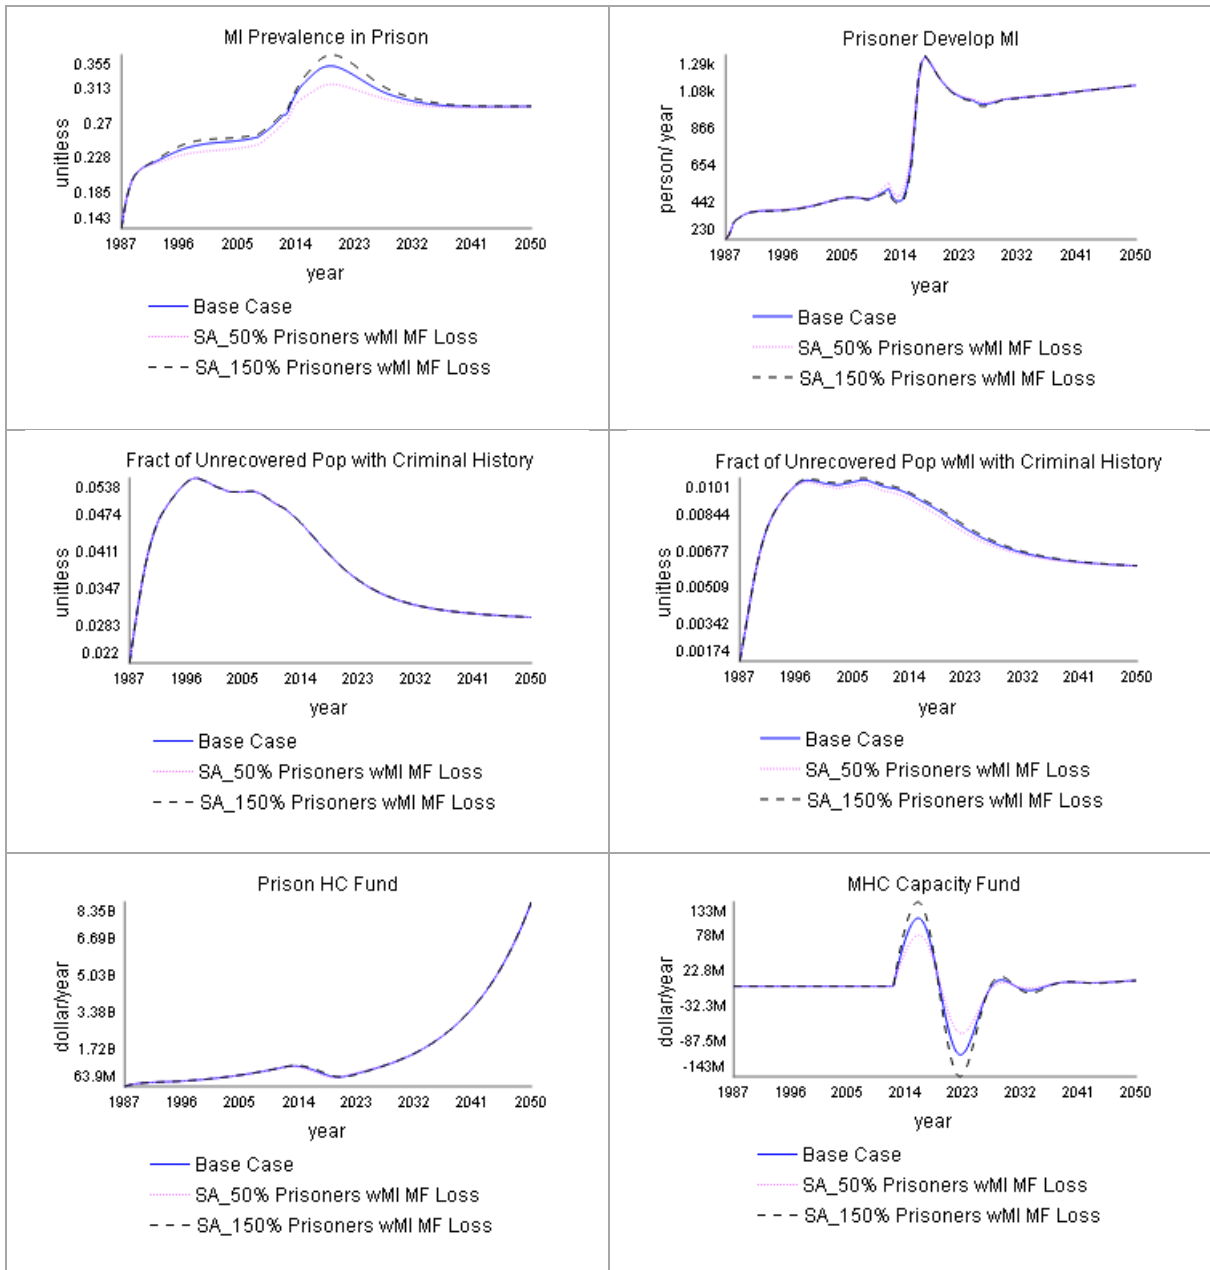 MI Prevalence in Prison
0.355
0.313
0.27
0.228
0.185
0.143
unitless
1987 1996 2005 2014 2023 2032 2041 2050
year
Base Case
SA_50% Prisoners wMI MF Loss
SA_150% Prisoners wMI MF Loss
Prisoner Develop MI
1.29k
1.08k
866
654
442
230
person/ year
1987 1996 2005 2014 2023 2032 2041 2050
year
Base Case
SA_50% Prisoners wMI MF Loss
SA_150% Prisoners wMI MF Loss
Fract of Unrecovered Pop with Criminal History
0.0538
0.0474
0.0411
0.0347
0.0283
0.022
unitless
1987 1996 2005 2014 2023 2032 2041 2050
year
Base Case
SA_50% Prisoners wMI MF Loss
SA_150% Prisoners wMI MF Loss
Fract of Unrecovered Pop wMI with Criminal History
0.0101
0.00844
0.00677
0.00509
0.00342
0.00174
unitless
1987 1996 2005 2014 2023 2032 2041 2050
year
Base Case
SA_50% Prisoners wMI MF Loss
SA_150% Prisoners wMI MF Loss
Prison HC Fund
8.35B
6.69B
5.03B
3.38B
1.72B
63.9M
dollar/year
1987 1996 2005 2014 2023 2032 2041 2050
year
Base Case
SA_50% Prisoners wMI MF Loss
SA_150% Prisoners wMI MF Loss
MHC Capacity Fund
133M
78M
22.8M
-32.3M
-87.5M
-143M
dollar/year
1987 1996 2005 2014 2023 2032 2041 2050
year
Base Case
SA_50% Prisoners wMI MF Loss
SA_150% Prisoners wMI MF Loss